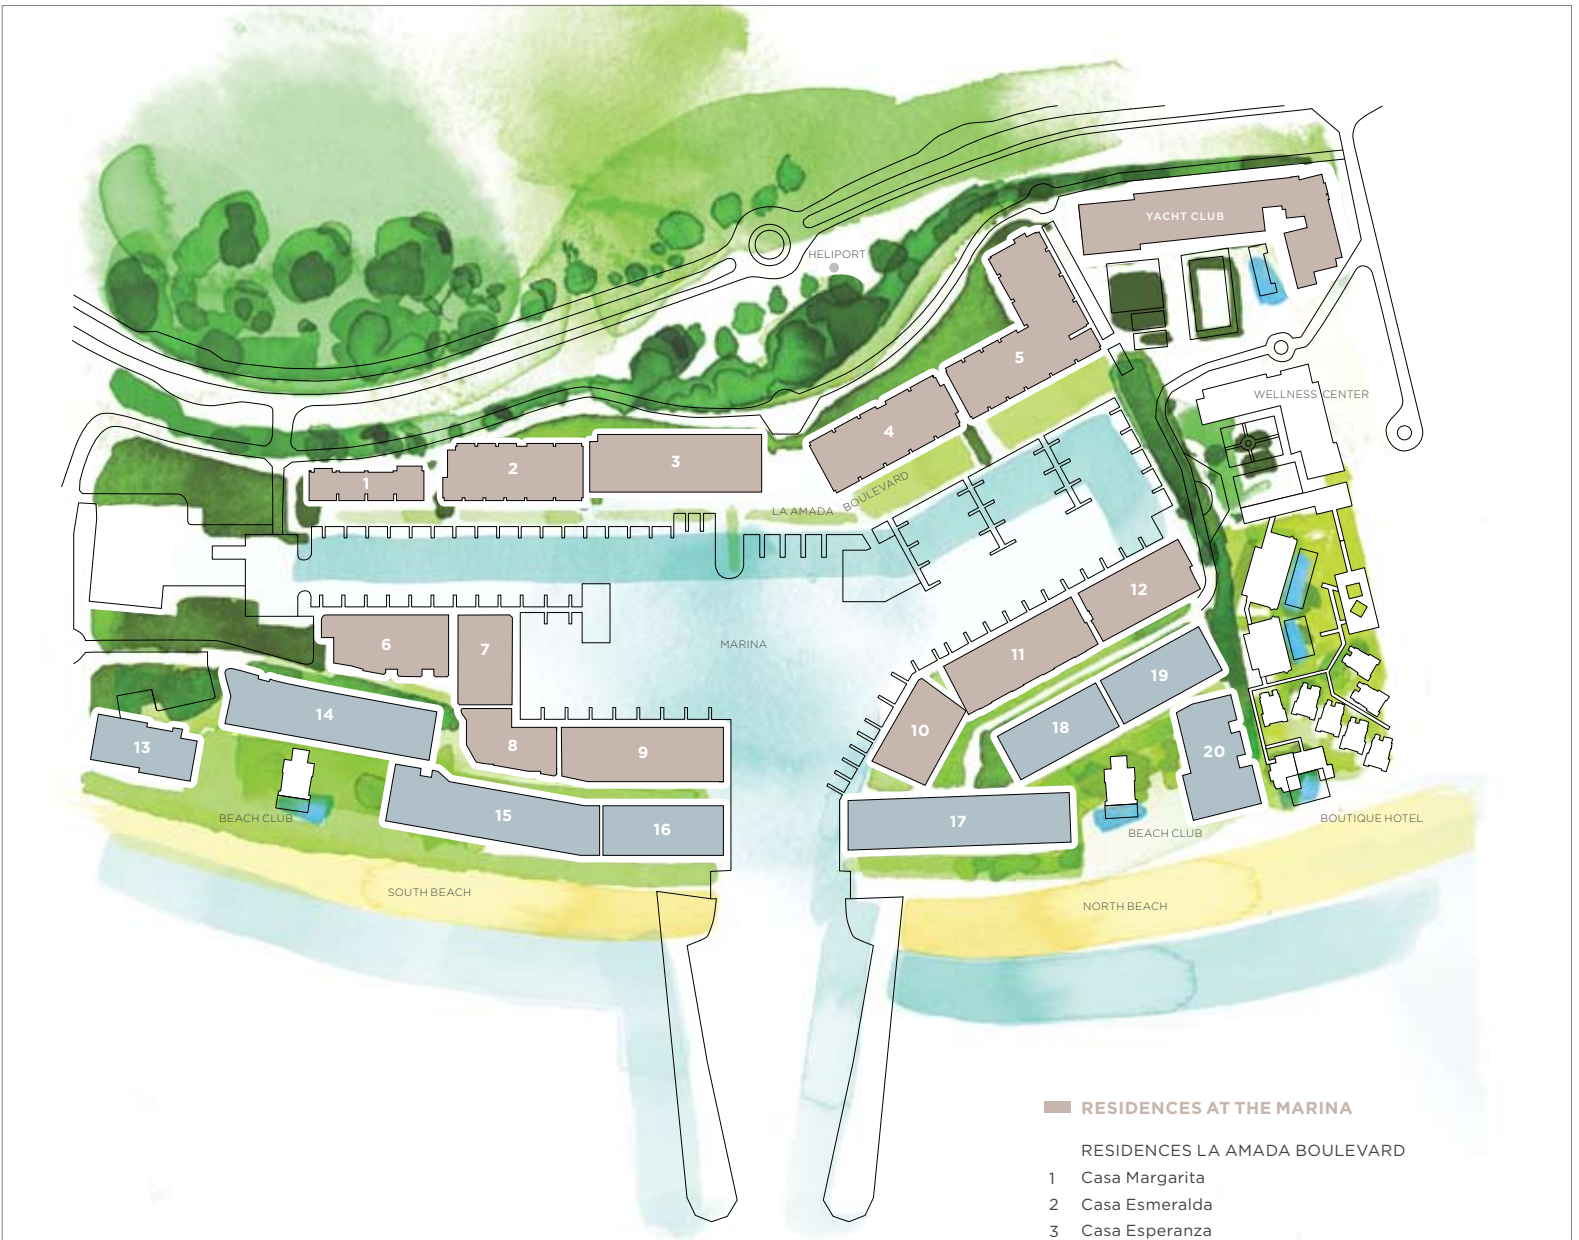 YACHT CLUB
HELIPORT
5
WELLNESS CENTER
4
3
2
1
LA AMADA BOULEVARD
12
MARINA
6
7
11
19
14
10
18
13
8
9
20
BEACH CLUB
15
16
17
BEACH CLUB
BOUTIQUE HOTEL
SOUTH BEACH
NORTH BEACH
RESIDENCES AT THE MARINA
RESIDENCES LA AMADA BOULEVARD
1 Casa Margarita
2 Casa Esmeralda
3 Casa Esperanza